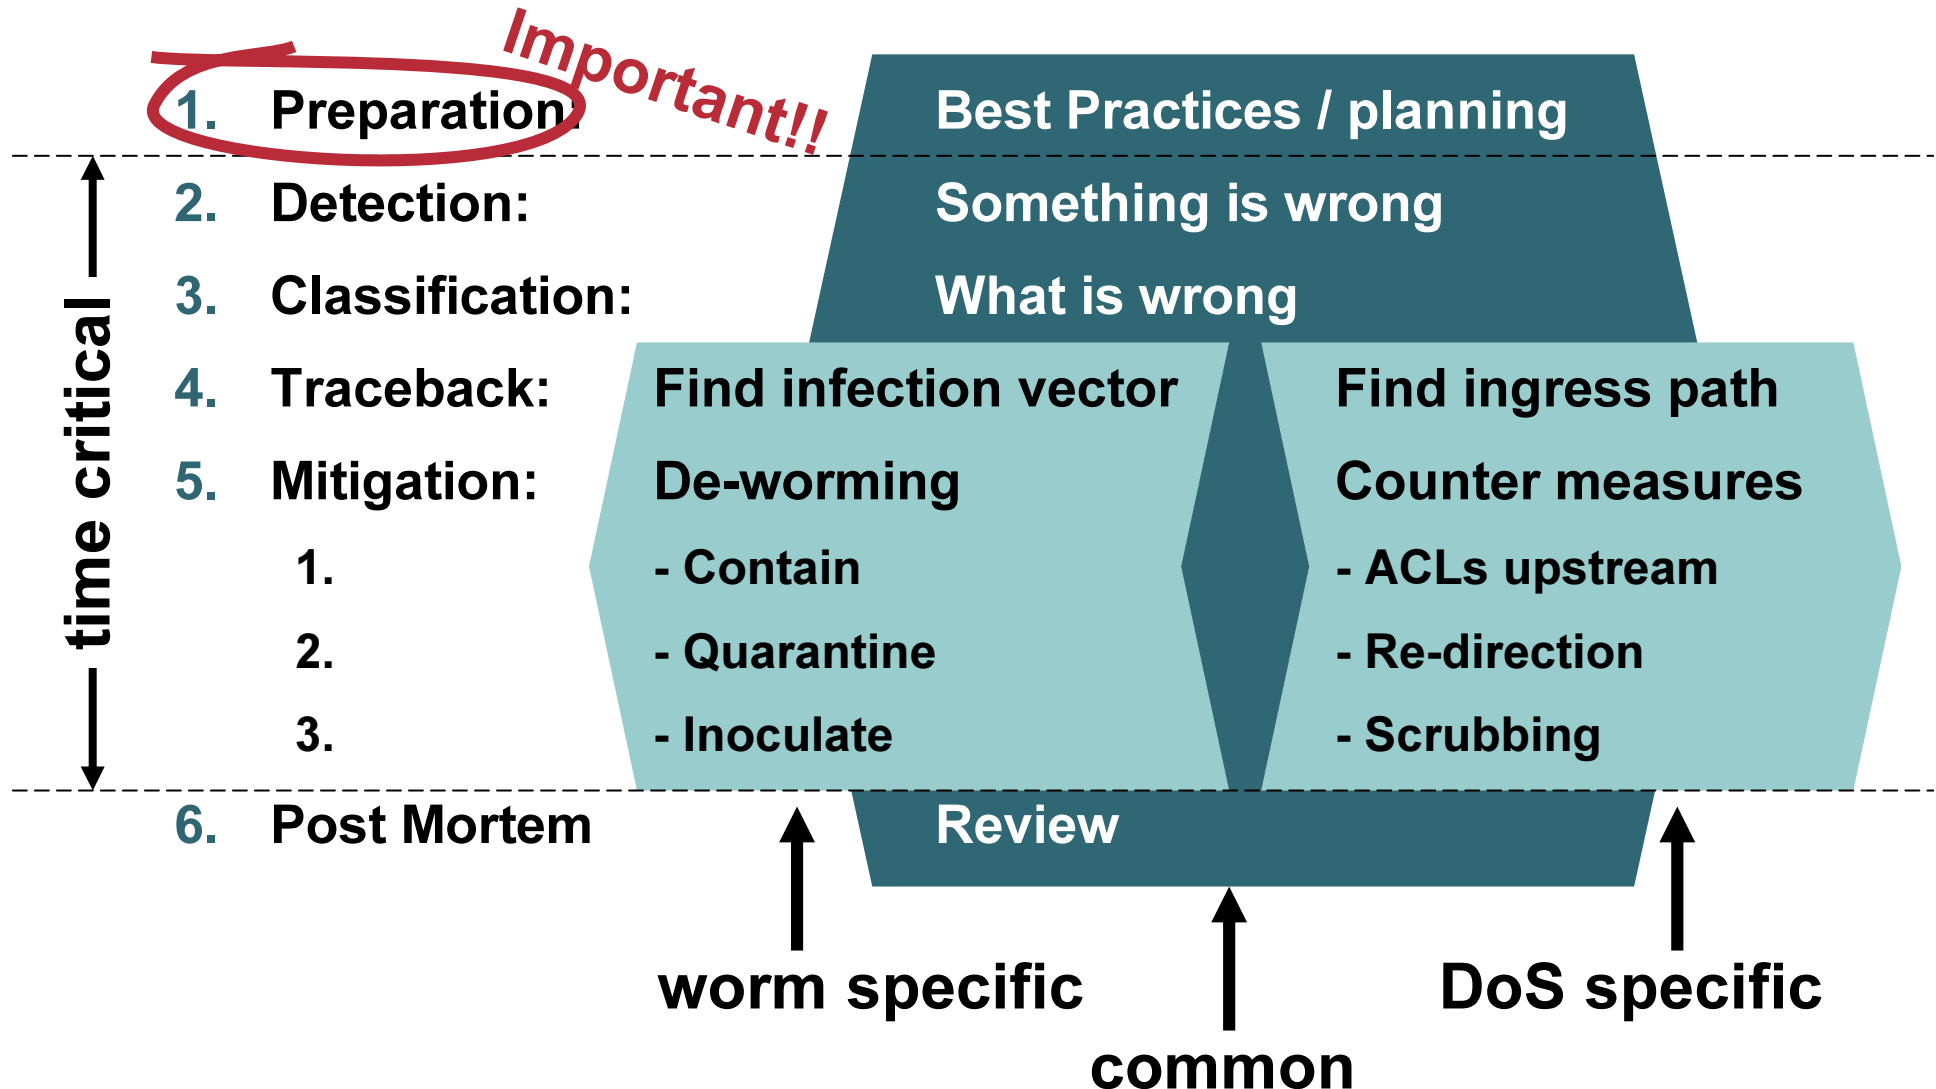 Important!!
1. Preparation: Best Practices / planning
2. Detection: Something is wrong
3. Classification: What is wrong
4. Traceback: Find infection vector Find ingress path
5. Mitigation: De-worming Counter measures
1. - Contain - ACLs upstream
2. - Quarantine - Re-direction
3. - Inoculate - Scrubbing
6. Post Mortem Review
time critical
worm specific DoS specific
common